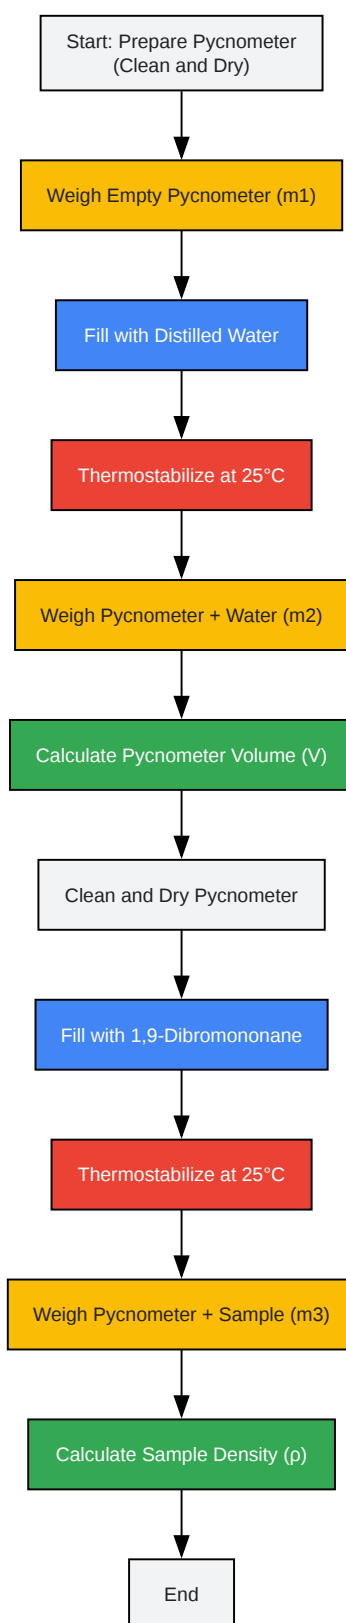 Start: Prepare Pycnometer
(Clean and Dry)
Weigh Empty Pycnometer (m1)
Fill with Distilled Water
Thermostabilize at 25°C
Weigh Pycnometer + Water (m2)
Calculate Pycnometer Volume (V)
Clean and Dry Pycnometer
Fill with 1,9-Dibromononane
Thermostabilize at 25°C
Weigh Pycnometer + Sample (m3)
Calculate Sample Density (ρ)
End